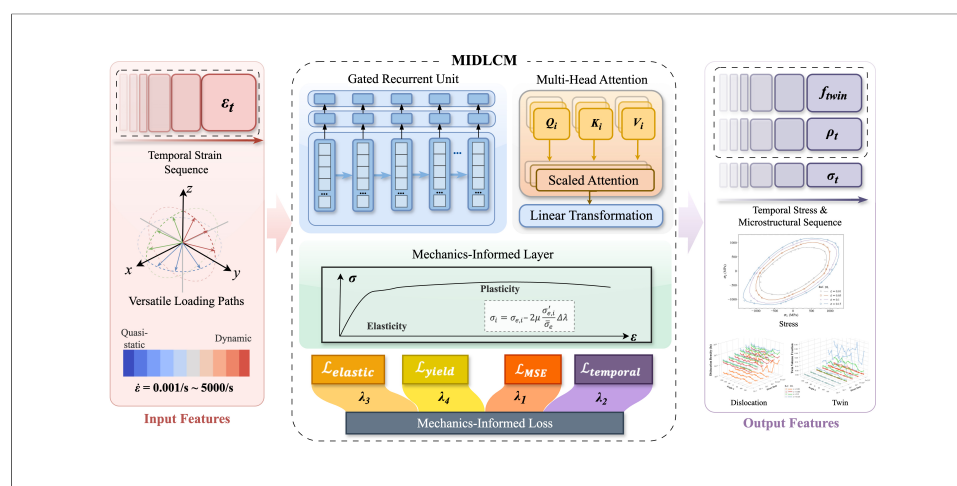 ε_t
Temporal Strain
Sequence
z
x
y
Versatile Loading Paths
Quasi-
static
Dynamic
ε̇ = 0.001/s ~ 5000/s
Input Features
MIDLCM
Gated Recurrent Unit
...
... ... ... ... ...
Multi-Head Attention
Q_i K_i V_i
Scaled Attention
Linear Transformation
Mechanics-Informed Layer
σ
Plasticity
Elasticity
σ_i = σ_{e,i} − 2μ (σ'_{e,i} / σ̄_e) Δλ
ε
ℒ_elastic ℒ_yield ℒ_MSE ℒ_temporal
λ_3 λ_4 λ_1 λ_2
Mechanics-Informed Loss
f_twin
ρ_t
σ_t
Temporal Stress &
Microstructural Sequence
Stress
Dislocation Twin
Output Features